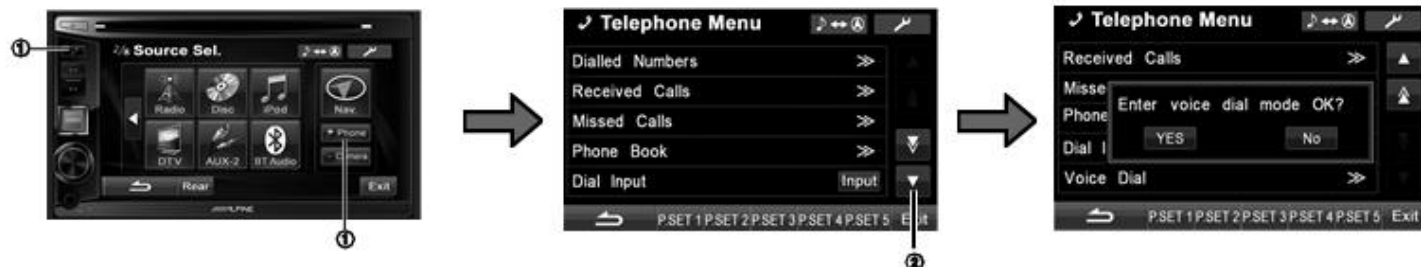 ①
Source Sel.
Radio Disc iPod Nav.
Phone
DTV AUX-2 BT Audio Camera
Rear Exit
ALPINE
①
Telephone Menu
Dialled Numbers
Received Calls
Missed Calls
Phone Book
Dial Input Input
P.SET 1 P.SET 2 P.SET 3 P.SET 4 P.SET 5 Exit
②
Telephone Menu
Received Calls
Misse
Phone
Dial I
Enter voice dial mode OK?
YES No
Voice Dial
P.SET 1 P.SET 2 P.SET 3 P.SET 4 P.SET 5 Exit